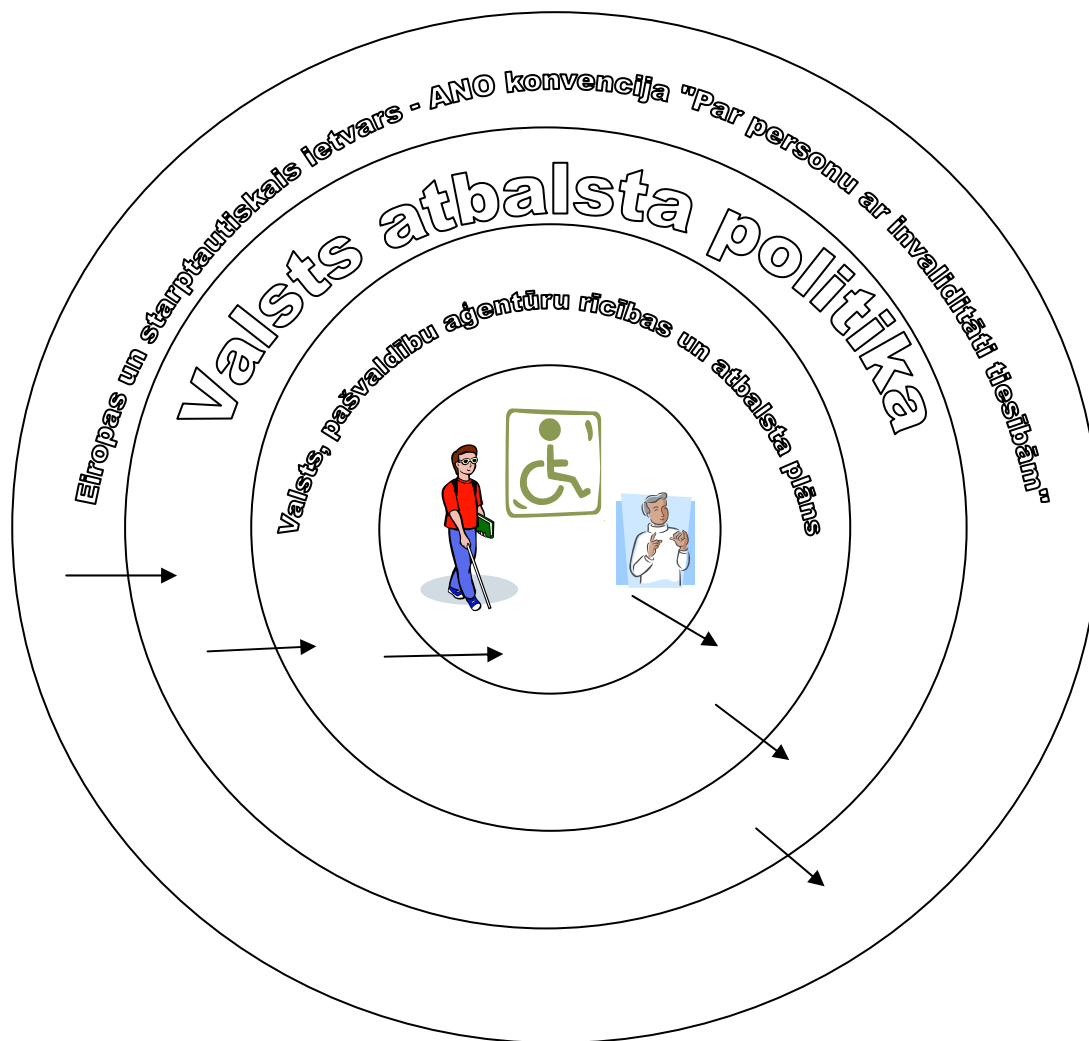 Eiropas un starptautiskais ietvars - ANO konvencija "Par personu ar invaliditāti tiesībām"
Valsts atbalsta politika
Valsts, pašvaldību aģentūru rīcības un atbalsta plāns